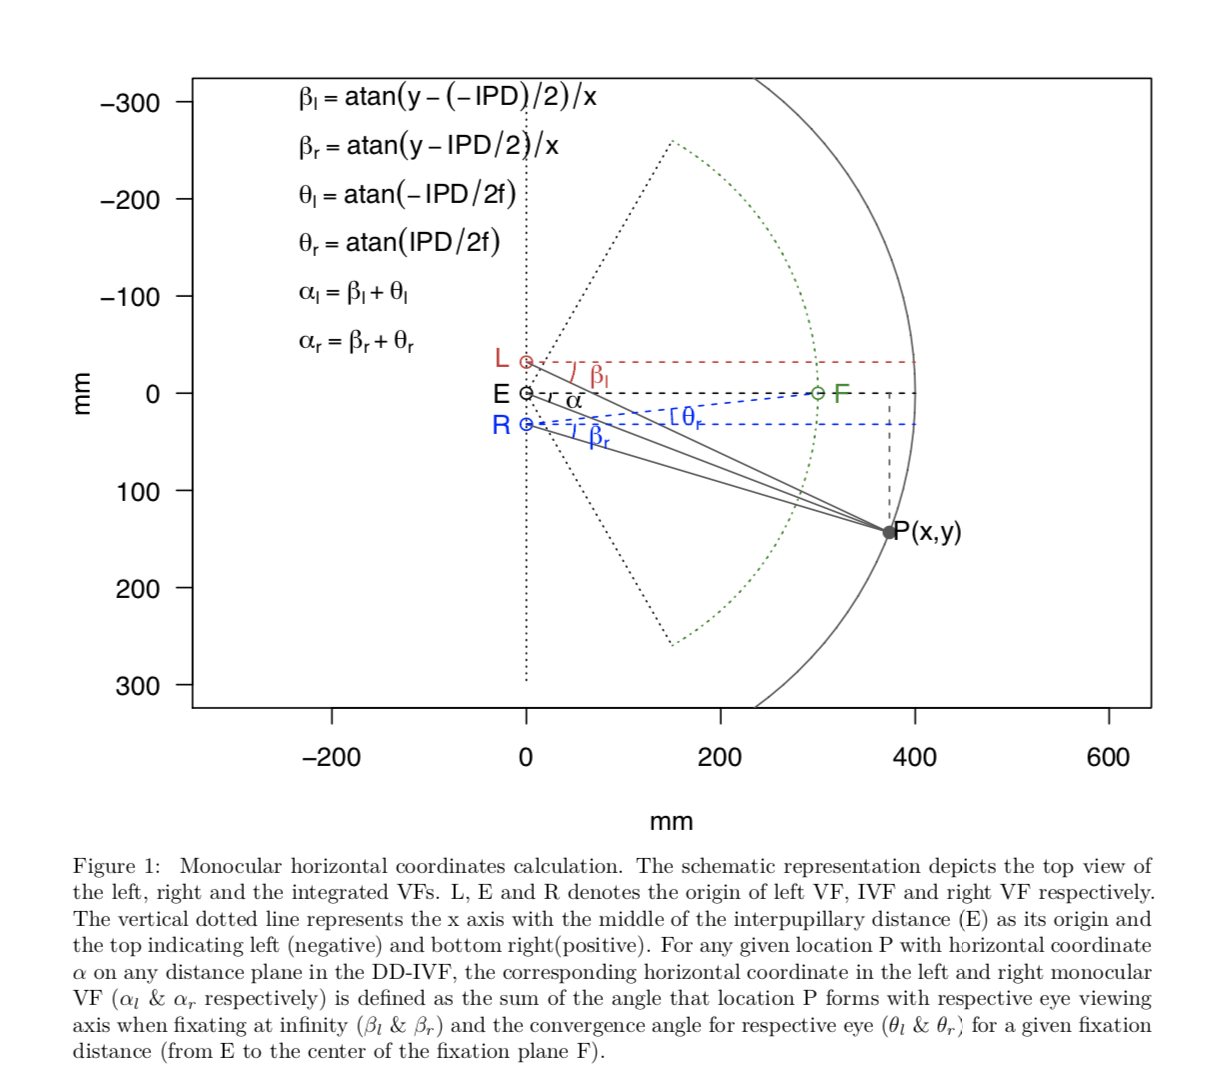 βl = atan(y − (−IPD)/2)/x
βr = atan(y − IPD/2)/x
θl = atan(−IPD/2f)
θr = atan(IPD/2f)
αl = βl + θl
αr = βr + θr
−300
−200
−100
0
100
200
300
mm
L
E
R
βl
α
θr
βr
F
P(x,y)
−200
0
200
400
600
mm
Figure 1: Monocular horizontal coordinates calculation. The schematic representation depicts the top view of
the left, right and the integrated VFs. L, E and R denotes the origin of left VF, IVF and right VF respectively.
The vertical dotted line represents the x axis with the middle of the interpupillary distance (E) as its origin and
the top indicating left (negative) and bottom right(positive). For any given location P with horizontal coordinate
α on any distance plane in the DD-IVF, the corresponding horizontal coordinate in the left and right monocular
VF (αl & αr respectively) is defined as the sum of the angle that location P forms with respective eye viewing
axis when fixating at infinity (βl & βr) and the convergence angle for respective eye (θl & θr) for a given fixation
distance (from E to the center of the fixation plane F).